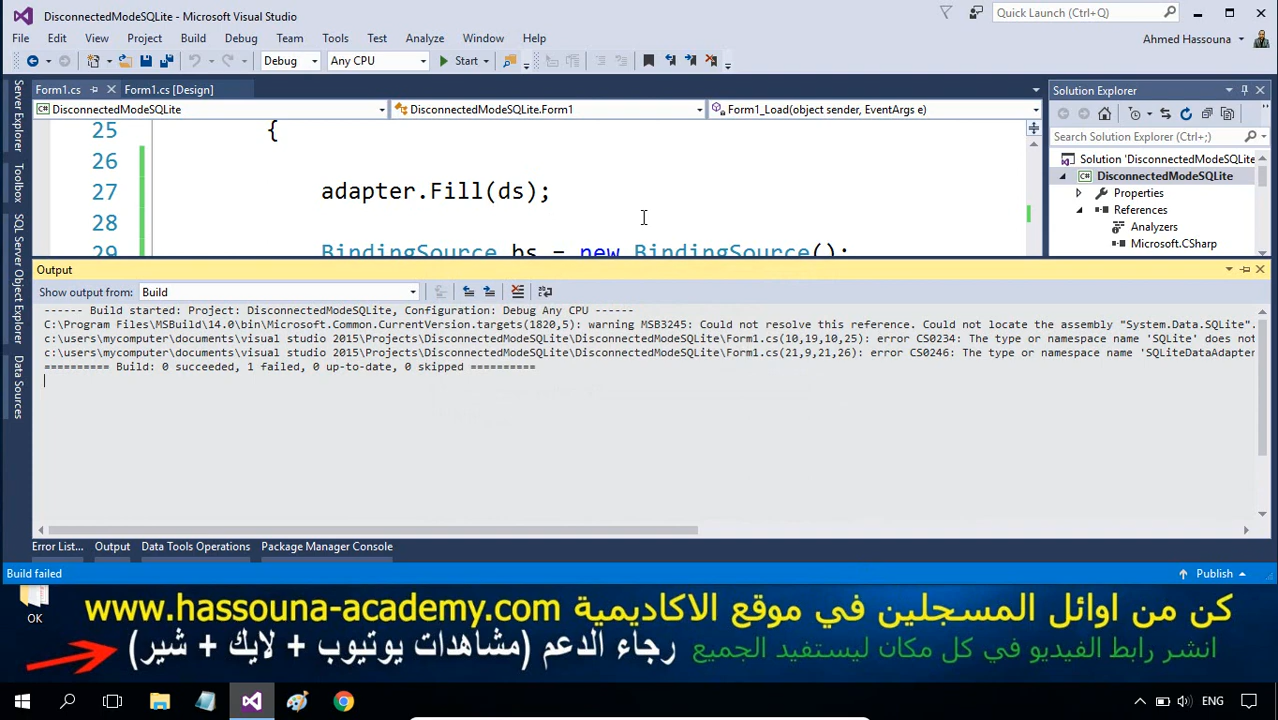 DisconnectedModeSQLite - Microsoft Visual Studio
Quick Launch (Ctrl+Q)
File Edit View Project Build Debug Team Tools Test Analyze Window Help
Ahmed Hassouna
Debug Any CPU Start
Form1.cs Form1.cs [Design]
Solution Explorer
DisconnectedModeSQLite DisconnectedModeSQLite.Form1 Form1_Load(object sender, EventArgs e)
Search Solution Explorer (Ctrl+;)
Solution 'DisconnectedModeSQLite
DisconnectedModeSQLite
Properties
References
Analyzers
Microsoft.CSharp
Server Explorer
Toolbox
SQL Server Object Explorer
Data Sources
25 {
26
27 adapter.Fill(ds);
28
29 BindingSource bs = new BindingSource();
Output
Show output from: Build
------ Build started: Project: DisconnectedModeSQLite, Configuration: Debug Any CPU ------
C:\Program Files\MSBuild\14.0\bin\Microsoft.Common.CurrentVersion.targets(1820,5): warning MSB3245: Could not resolve this reference. Could not locate the assembly "System.Data.SQLite".
c:\users\mycomputer\documents\visual studio 2015\Projects\DisconnectedModeSQLite\DisconnectedModeSQLite\Form1.cs(10,19,10,25): error CS0234: The type or namespace name 'SQLite' does not
c:\users\mycomputer\documents\visual studio 2015\Projects\DisconnectedModeSQLite\DisconnectedModeSQLite\Form1.cs(21,9,21,26): error CS0246: The type or namespace name 'SQLiteDataAdapter
========== Build: 0 succeeded, 1 failed, 0 up-to-date, 0 skipped ==========
Error List... Output Data Tools Operations Package Manager Console
Build failed
Publish
OK
كن من اوائل المسجلين في موقع الاكاديمية www.hassouna-academy.com
انشر رابط الفيديو في كل مكان ليستفيد الجميع رجاء الدعم (مشاهدات يوتيوب + لايك + شير)
ENG